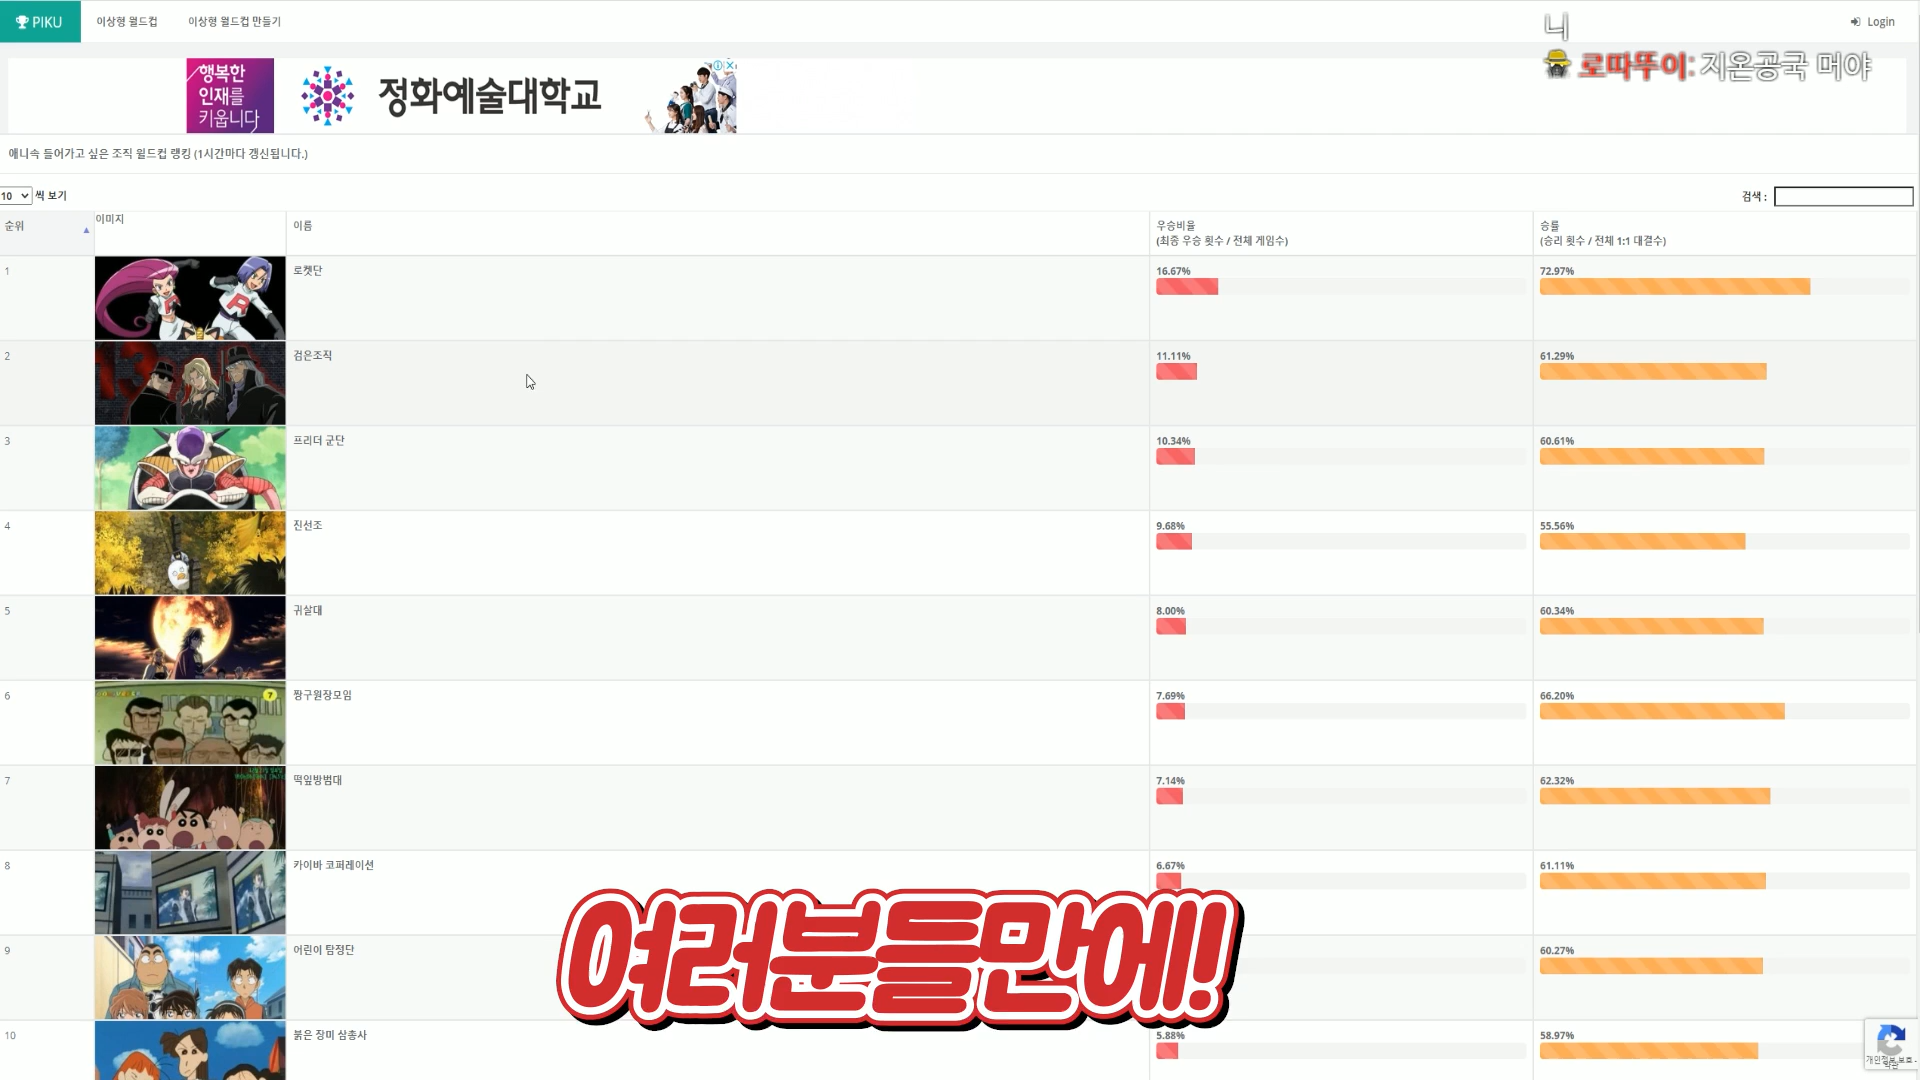 PIKU 이상형 월드컵 이상형 월드컵 만들기 Login
니
로따뚜이: 지온공국 머야
행복한
인재를
키웁니다
정화예술대학교
애니속 들어가고 싶은 조직 월드컵 랭킹 (1시간마다 갱신됩니다.)
10 씩 보기 검색 :
순위 이미지 이름 우승비율 승률
(최종 우승 횟수 / 전체 게임수) (승리 횟수 / 전체 1:1 대결수)
1 로켓단 16.67% 72.97%
2 검은조직 11.11% 61.29%
3 프리더 군단 10.34% 60.61%
4 진선조 9.68% 55.56%
5 귀살대 8.00% 60.34%
6 짱구원장모임 7.69% 66.20%
7 떡잎방범대 7.14% 62.32%
8 카이바 코퍼레이션 6.67% 61.11%
9 어린이 탐정단 60.27%
10 붉은 장미 삼총사 5.88% 58.97%
여러분들만에!
개인정보 보호 -
약관